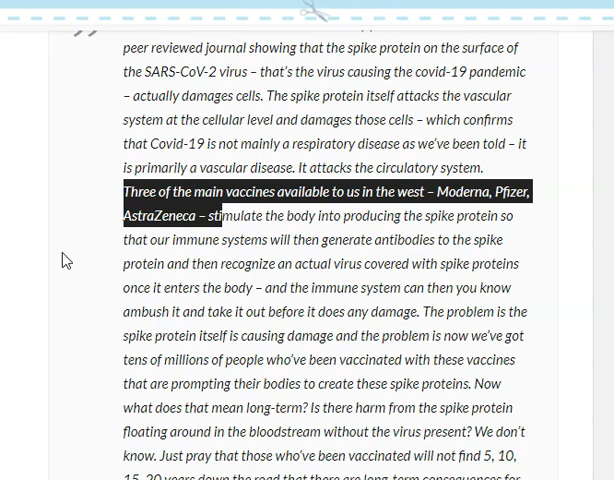 peer reviewed journal showing that the spike protein on the surface of
the SARS-CoV-2 virus – that's the virus causing the covid-19 pandemic
– actually damages cells. The spike protein itself attacks the vascular
system at the cellular level and damages those cells – which confirms
that Covid-19 is not mainly a respiratory disease as we've been told – it
is primarily a vascular disease. It attacks the circulatory system.
Three of the main vaccines available to us in the west – Moderna, Pfizer,
AstraZeneca – stimulate the body into producing the spike protein so
that our immune systems will then generate antibodies to the spike
protein and then recognize an actual virus covered with spike proteins
once it enters the body – and the immune system can then you know
ambush it and take it out before it does any damage. The problem is the
spike protein itself is causing damage and the problem is now we've got
tens of millions of people who've been vaccinated with these vaccines
that are prompting their bodies to create these spike proteins. Now
what does that mean long-term? Is there harm from the spike protein
floating around in the bloodstream without the virus present? We don't
know. Just pray that those who've been vaccinated will not find 5, 10,
15, 20 years down the road that there are long-term consequences for